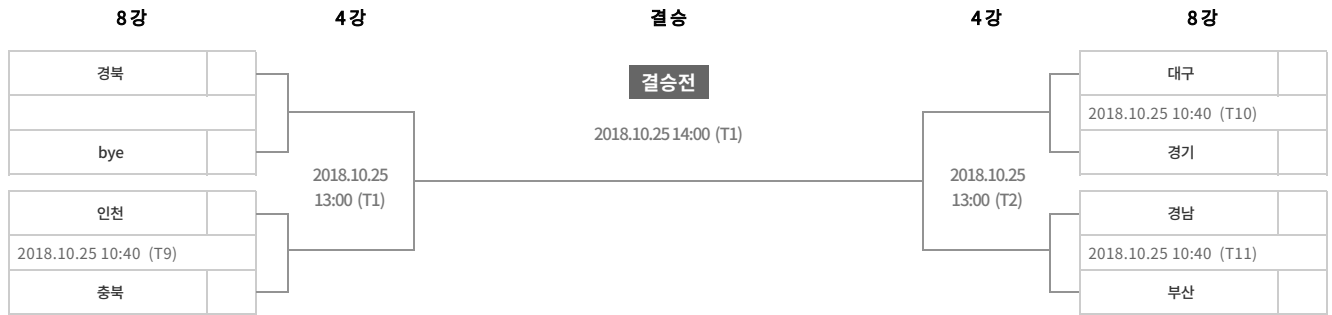 8강 4강 결승 4강 8강
경북
bye
인천
2018.10.25 10:40 (T9)
충북
2018.10.25
13:00 (T1)
결승전
2018.10.25 14:00 (T1)
2018.10.25
13:00 (T2)
대구
2018.10.25 10:40 (T10)
경기
경남
2018.10.25 10:40 (T11)
부산